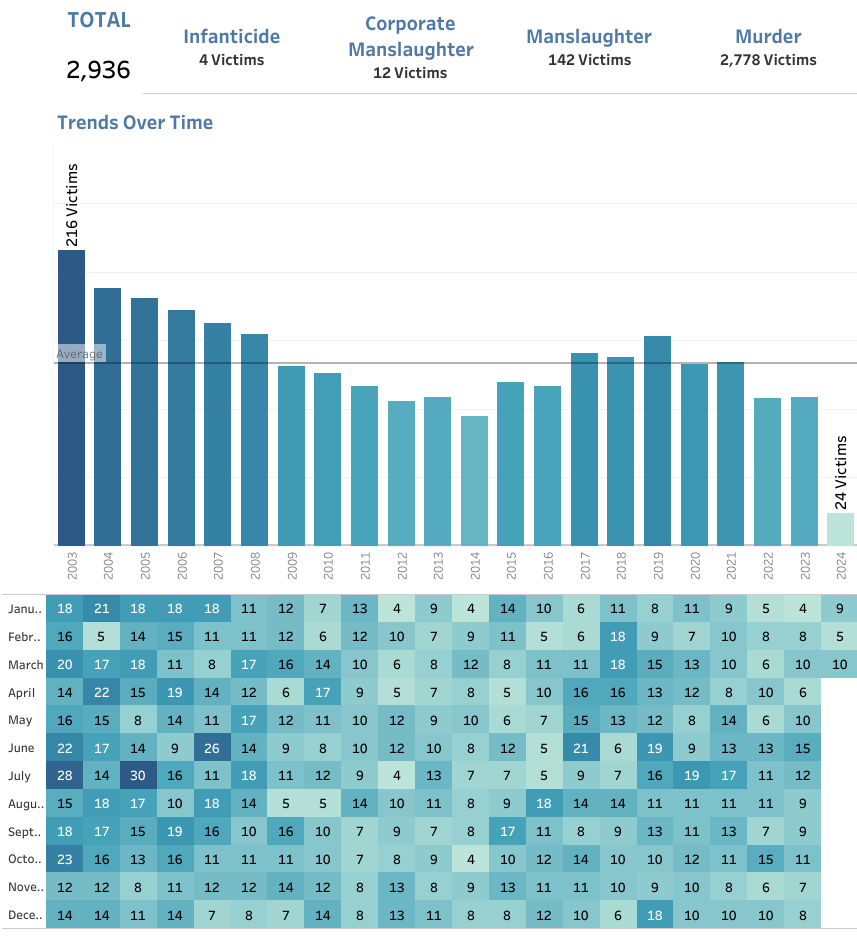 TOTAL
2,936
Infanticide
4 Victims
Corporate
Manslaughter
12 Victims
Manslaughter
142 Victims
Murder
2,778 Victims
Trends Over Time
216 Victims
Average
24 Victims
2003 2004 2005 2006 2007 2008 2009 2010 2011 2012 2013 2014 2015 2016 2017 2018 2019 2020 2021 2022 2023 2024
Janu.. 18 21 18 18 18 11 12 7 13 4 9 4 14 10 6 11 8 11 9 5 4 9
Febr.. 16 5 14 15 11 11 12 6 12 10 7 9 11 5 6 18 9 7 10 8 8 5
March 20 17 18 11 8 17 16 14 10 6 8 12 8 11 11 18 15 13 10 6 10 10
April 14 22 15 19 14 12 6 17 9 5 7 8 5 10 16 16 13 12 8 10 6
May 16 15 8 14 11 17 12 11 10 12 9 10 6 7 15 13 12 8 14 6 10
June 22 17 14 9 26 14 9 8 10 12 10 8 12 5 21 6 19 9 13 13 15
July 28 14 30 16 11 18 11 12 9 4 13 7 7 5 9 7 16 19 17 11 12
Augu.. 15 18 17 10 18 14 5 5 14 10 11 8 9 18 14 14 11 11 11 11 9
Sept.. 18 17 15 19 16 10 16 10 7 9 7 8 17 11 8 9 13 11 13 7 9
Octo.. 23 16 13 16 11 11 11 10 7 8 9 4 10 12 14 10 10 12 11 15 11
Nove.. 12 12 8 11 12 12 14 12 8 13 8 9 13 11 11 10 9 10 8 6 7
Dece.. 14 14 11 14 7 8 7 14 8 13 11 8 8 12 10 6 18 10 10 10 8